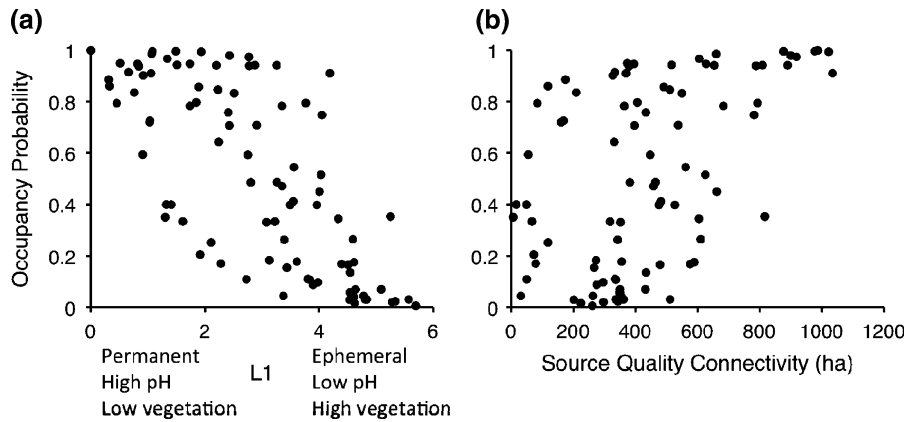 (a)
(b)
Occupancy Probability
1
0.8
0.6
0.4
0.2
0
0 2 4 6
Permanent
High pH
Low vegetation
L1
Ephemeral
Low pH
High vegetation
1
0.8
0.6
0.4
0.2
0
0 200 400 600 800 1000 1200
Source Quality Connectivity (ha)